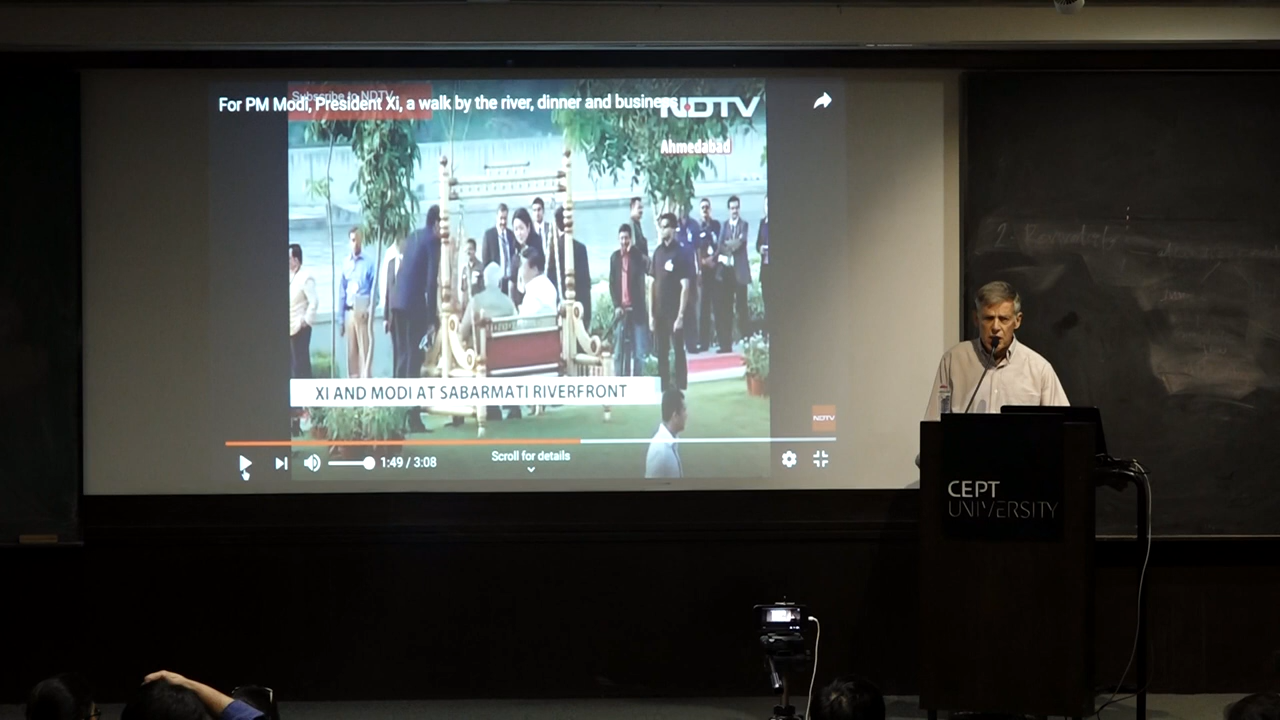 Subscribe to NDTV
For PM Modi, President Xi, a walk by the river, dinner and business
NDTV
Ahmedabad
XI AND MODI AT SABARMATI RIVERFRONT
NDTV
1:49 / 3:08
Scroll for details
CEPT
UNIVERSITY
2.